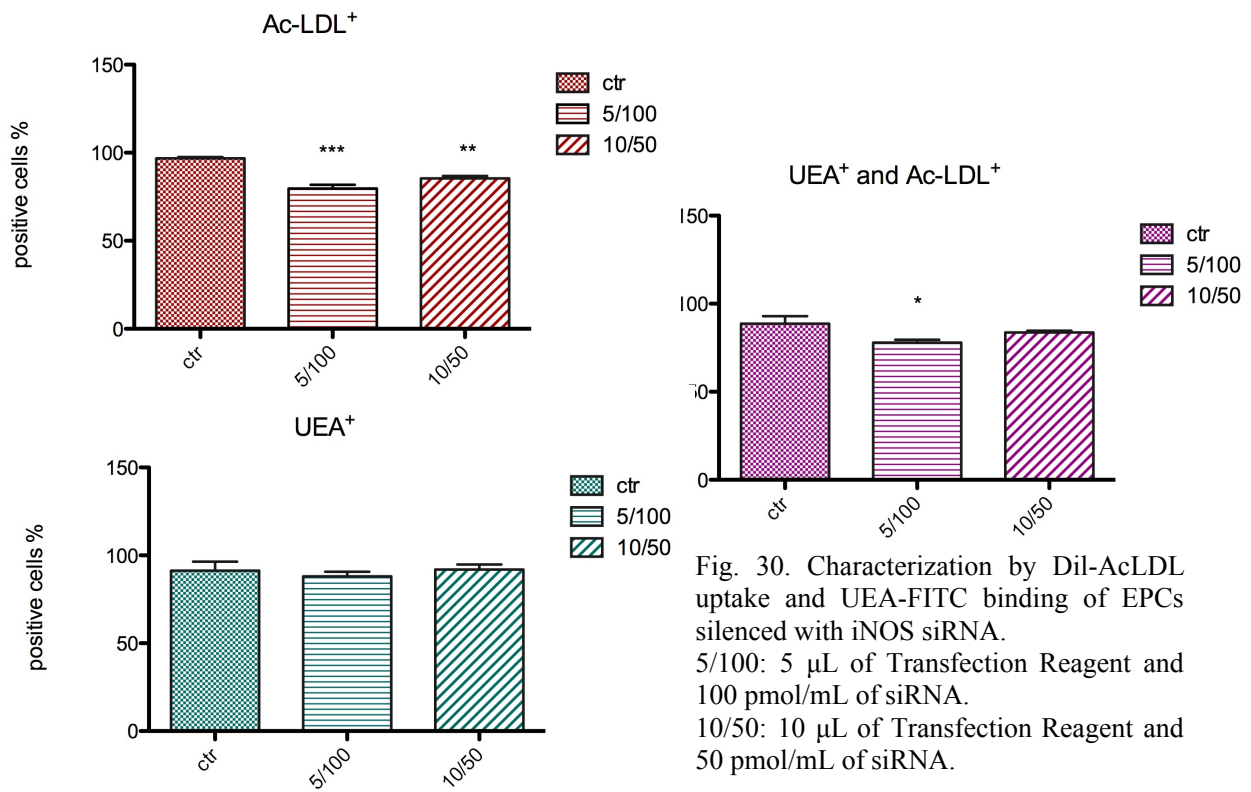 Ac-LDL+
150
100
50
0
positive cells %
***
**
ctr
5/100
10/50
ctr
5/100
10/50
UEA+
150
100
50
0
positive cells %
ctr
5/100
10/50
ctr
5/100
10/50
UEA+ and Ac-LDL+
150
100
50
0
*
ctr
5/100
10/50
ctr
5/100
10/50
Fig. 30. Characterization by Dil-AcLDL
uptake and UEA-FITC binding of EPCs
silenced with iNOS siRNA.
5/100: 5 μL of Transfection Reagent and
100 pmol/mL of siRNA.
10/50: 10 μL of Transfection Reagent and
50 pmol/mL of siRNA.